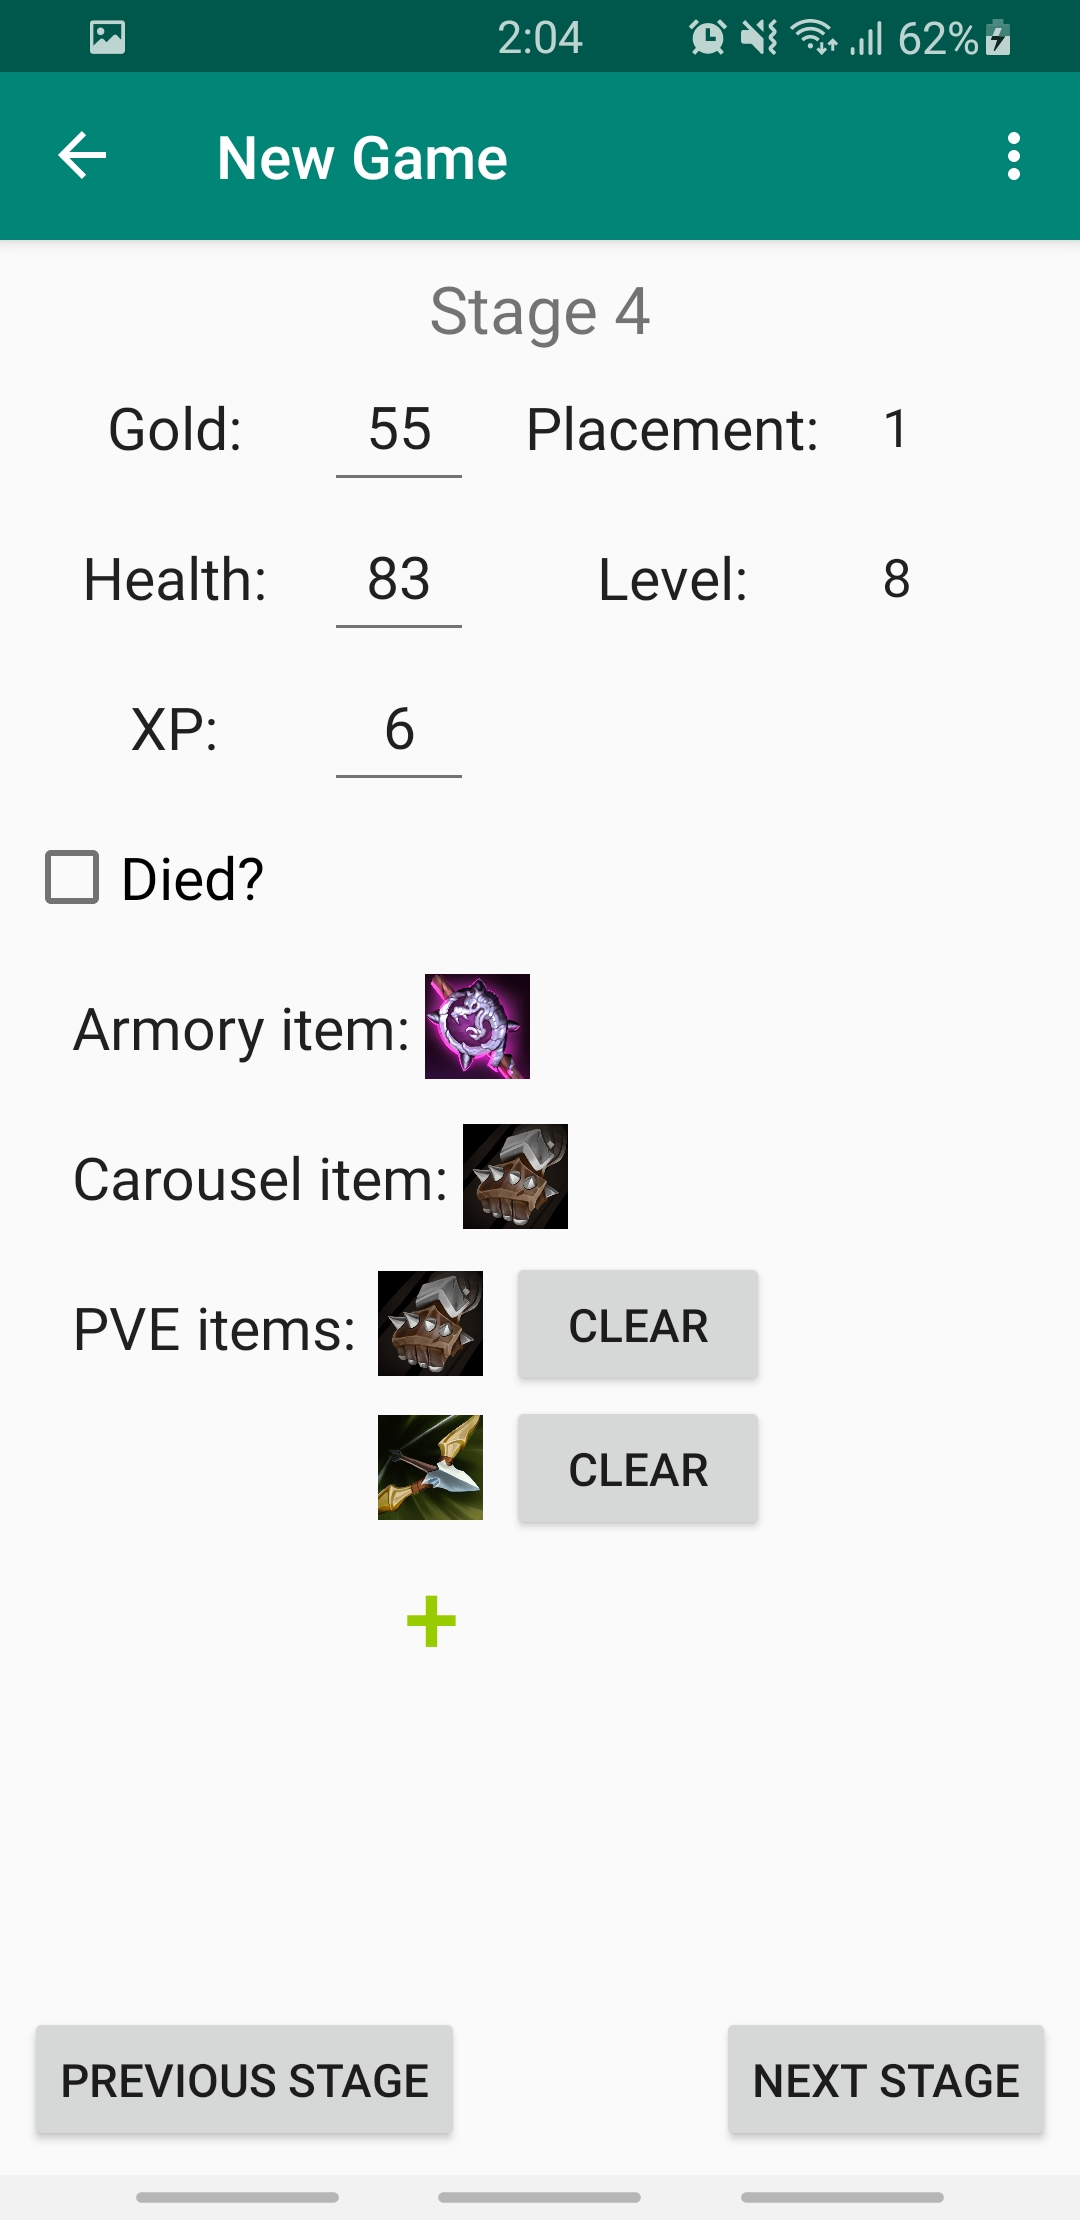 2:04 62%
New Game
Stage 4
Gold: 55 Placement: 1
Health: 83 Level: 8
XP: 6
Died?
Armory item:
Carousel item:
PVE items: CLEAR
CLEAR
+
PREVIOUS STAGE NEXT STAGE